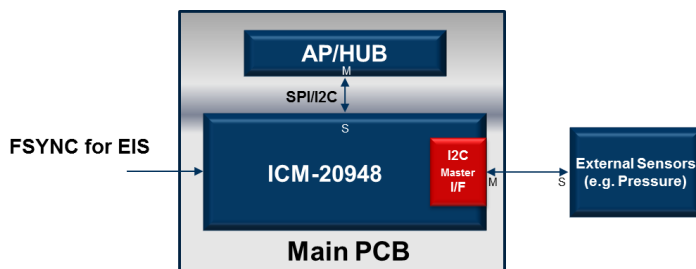 AP/HUB
M
SPI/I2C
S
FSYNC for EIS
ICM-20948
I2C
Master
I/F
M
S
External Sensors
(e.g. Pressure)
Main PCB